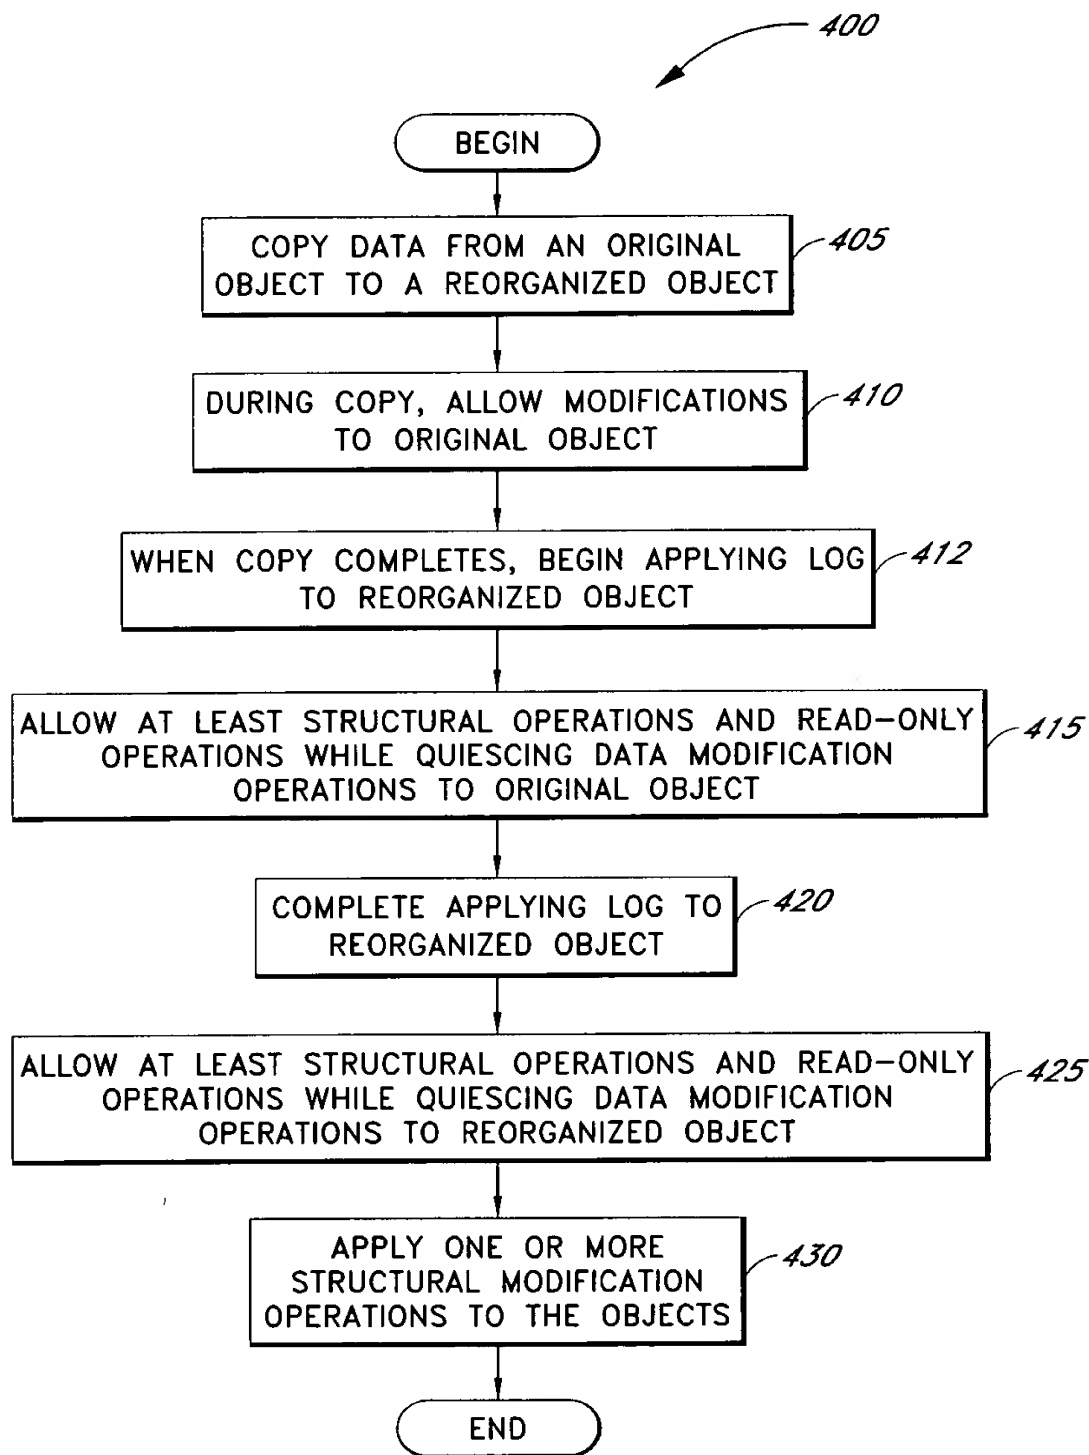 400
BEGIN
COPY DATA FROM AN ORIGINAL
OBJECT TO A REORGANIZED OBJECT
405
DURING COPY, ALLOW MODIFICATIONS
TO ORIGINAL OBJECT
410
WHEN COPY COMPLETES, BEGIN APPLYING LOG
TO REORGANIZED OBJECT
412
ALLOW AT LEAST STRUCTURAL OPERATIONS AND READ-ONLY
OPERATIONS WHILE QUIESCING DATA MODIFICATION
OPERATIONS TO ORIGINAL OBJECT
415
COMPLETE APPLYING LOG TO
REORGANIZED OBJECT
420
ALLOW AT LEAST STRUCTURAL OPERATIONS AND READ-ONLY
OPERATIONS WHILE QUIESCING DATA MODIFICATION
OPERATIONS TO REORGANIZED OBJECT
425
APPLY ONE OR MORE
STRUCTURAL MODIFICATION
OPERATIONS TO THE OBJECTS
430
END